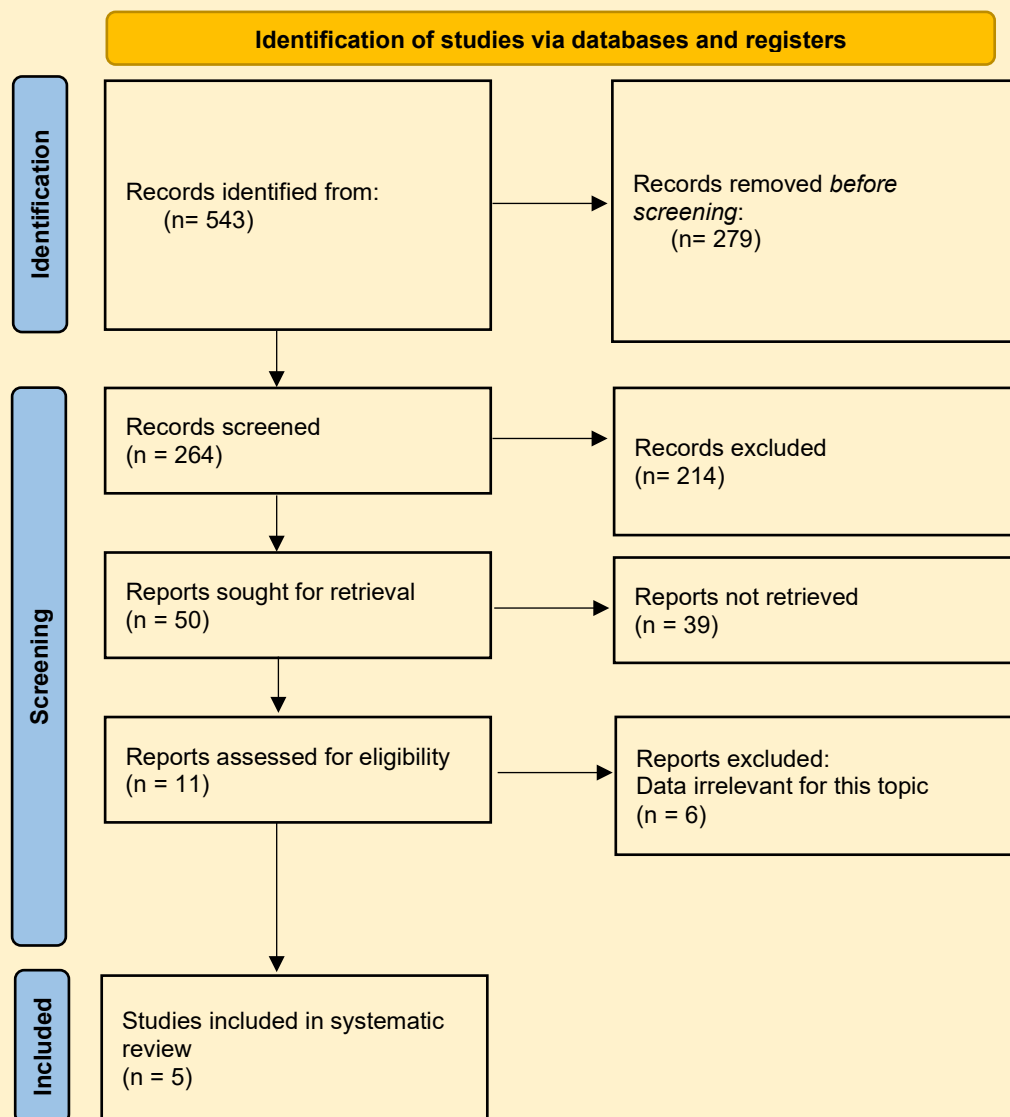 Identification of studies via databases and registers
Identification
Records identified from:
(n= 543)
Records removed before
screening:
(n= 279)
Screening
Records screened
(n = 264)
Records excluded
(n= 214)
Reports sought for retrieval
(n = 50)
Reports not retrieved
(n = 39)
Reports assessed for eligibility
(n = 11)
Reports excluded:
Data irrelevant for this topic
(n = 6)
Included
Studies included in systematic
review
(n = 5)